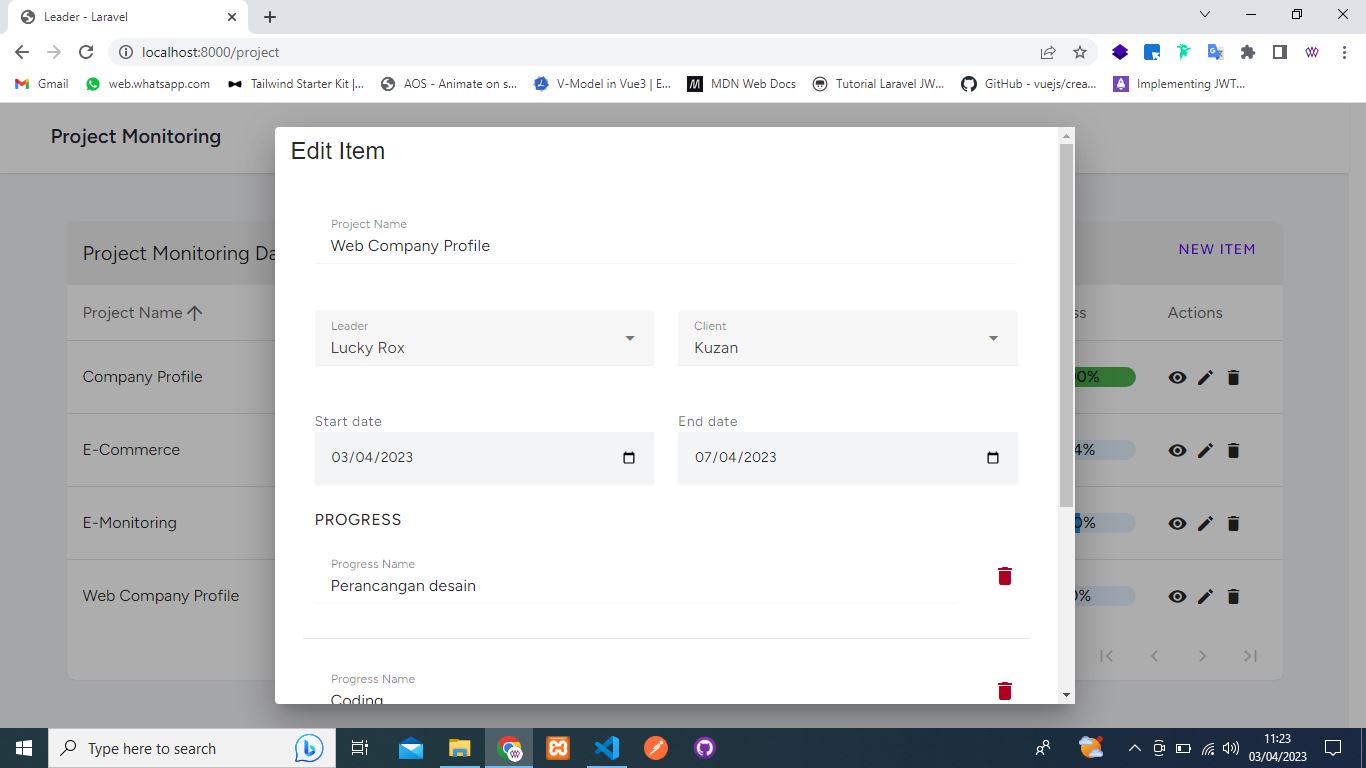 Leader - Laravel
localhost:8000/project
Gmail
web.whatsapp.com
Tailwind Starter Kit |...
AOS - Animate on s...
V-Model in Vue3 | E...
MDN Web Docs
Tutorial Laravel JW...
GitHub - vuejs/crea...
Implementing JWT...
Project Monitoring
Edit Item
Project Name
Web Company Profile
Project Monitoring Da
NEW ITEM
Project Name
ss
Actions
Leader
Lucky Rox
Client
Kuzan
Company Profile
00%
Start date
End date
E-Commerce
4%
03/04/2023
07/04/2023
PROGRESS
E-Monitoring
0%
Progress Name
Perancangan desain
Web Company Profile
0%
Progress Name
Coding
Type here to search
11:23
03/04/2023